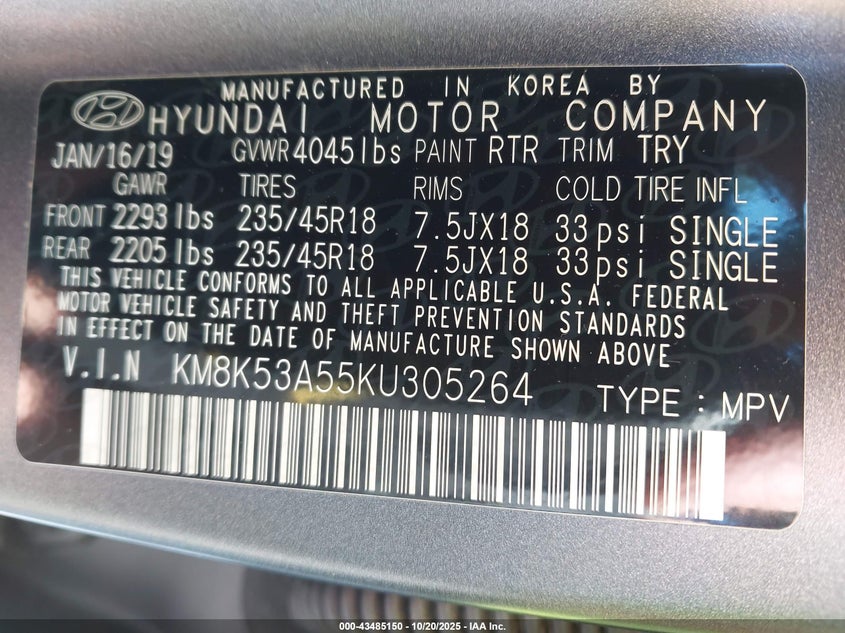 MANUFACTURED IN KOREA BY
HYUNDAI MOTOR COMPANY
JAN/16/19 GVWR 4045lbs PAINT RTR TRIM TRY
GAWR TIRES RIMS COLD TIRE INFL
FRONT 2293lbs 235/45R18 7.5JX18 33psi SINGLE
REAR 2205lbs 235/45R18 7.5JX18 33psi SINGLE
THIS VEHICLE CONFORMS TO ALL APPLICABLE U.S.A. FEDERAL
MOTOR VEHICLE SAFETY AND THEFT PREVENTION STANDARDS
IN EFFECT ON THE DATE OF MANUFACTURE SHOWN ABOVE
V.I.N KM8K53A55KU305264 TYPE : MPV
000-43485150 - 10/20/2025 - IAA Inc.